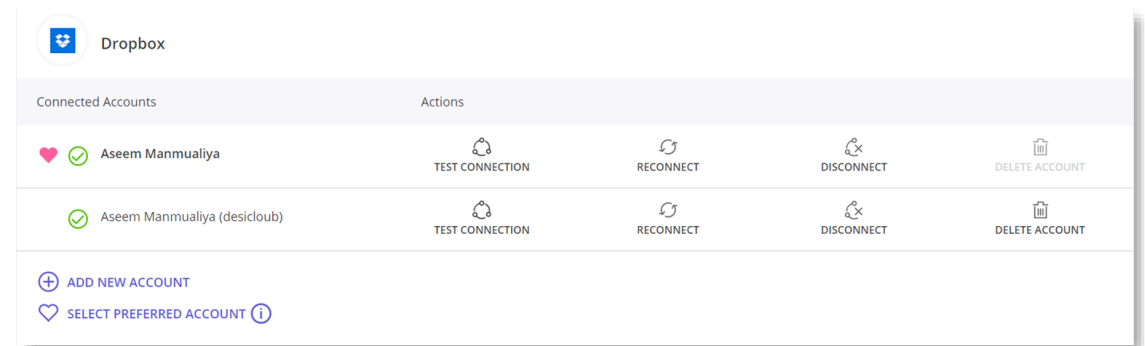 Dropbox
Connected Accounts Actions
Aseem Manmualiya
TEST CONNECTION RECONNECT DISCONNECT DELETE ACCOUNT
Aseem Manmualiya (desicloub)
TEST CONNECTION RECONNECT DISCONNECT DELETE ACCOUNT
ADD NEW ACCOUNT
SELECT PREFERRED ACCOUNT